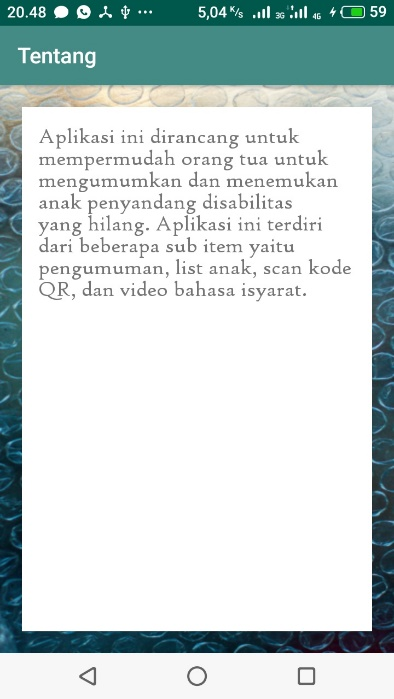 20.48 5,04 K/s 3G 4G 59
Tentang
Aplikasi ini dirancang untuk
mempermudah orang tua untuk
mengumumkan dan menemukan
anak penyandang disabilitas
yang hilang. Aplikasi ini terdiri
dari beberapa sub item yaitu
pengumuman, list anak, scan kode
QR, dan video bahasa isyarat.